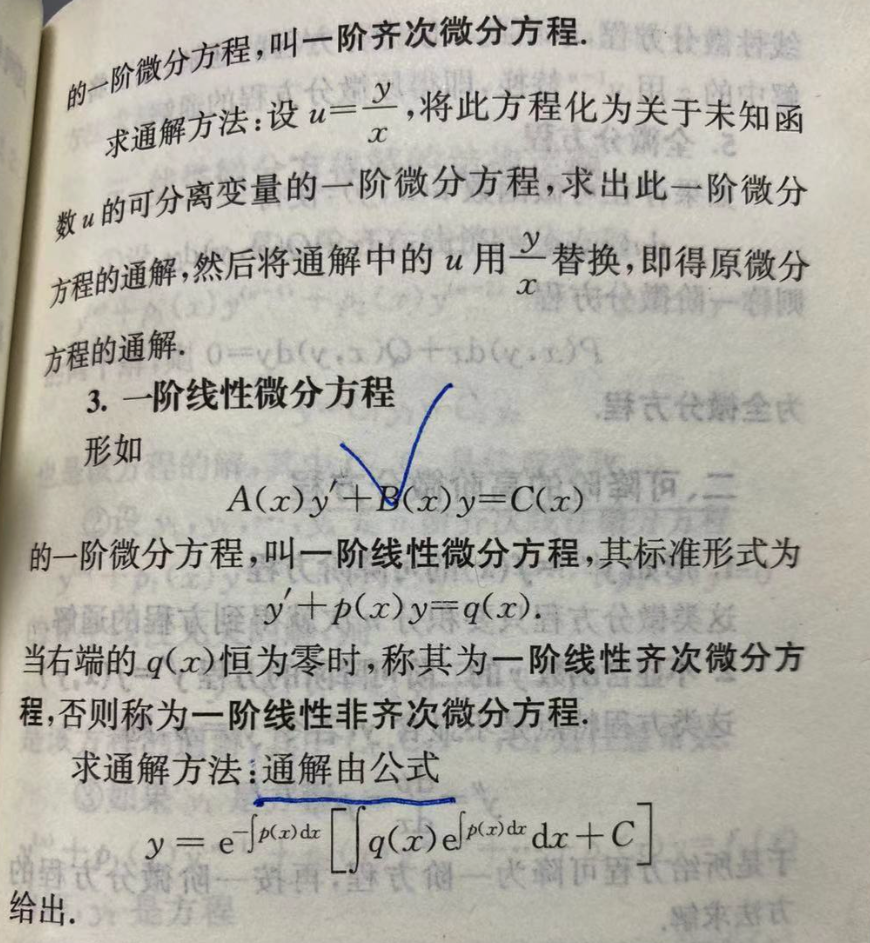 的一阶微分方程,叫一阶齐次微分方程.
求通解方法:设 u=y/x,将此方程化为关于未知函
数 u 的可分离变量的一阶微分方程,求出此一阶微分
方程的通解,然后将通解中的 u 用 y/x 替换,即得原微分
方程的通解.
3. 一阶线性微分方程
形如
A(x)y′+B(x)y=C(x)
的一阶微分方程,叫一阶线性微分方程,其标准形式为
y′+p(x)y=q(x).
当右端的 q(x)恒为零时,称其为一阶线性齐次微分方
程,否则称为一阶线性非齐次微分方程.
求通解方法:通解由公式
y = e^{-∫p(x)dx}[∫q(x)e^{∫p(x)dx}dx+C]
给出.